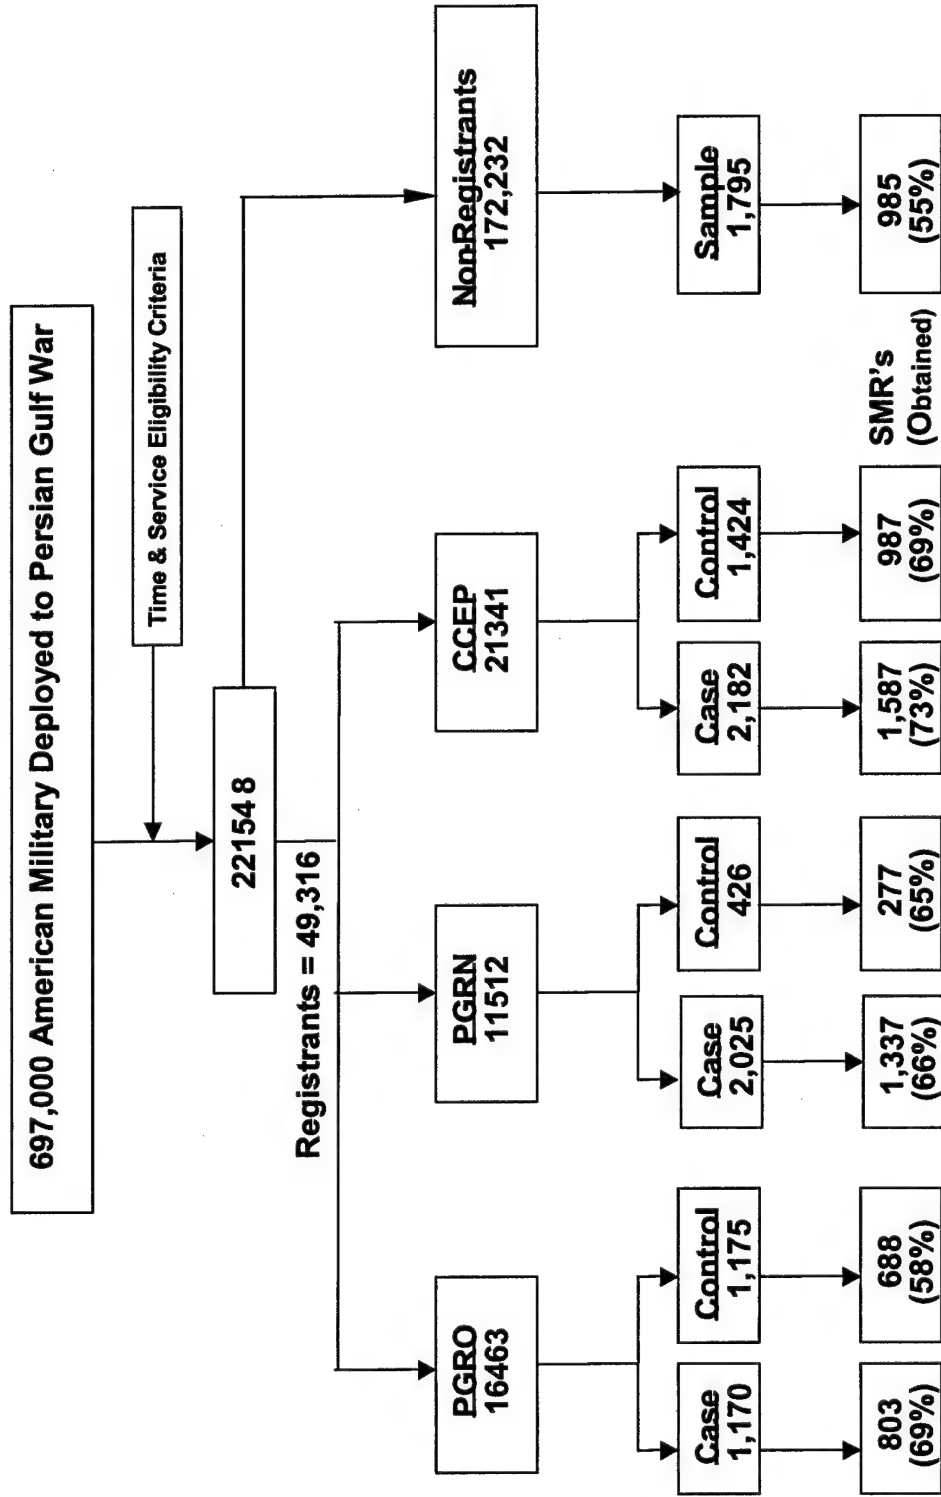 697,000 American Military Deployed to Persian Gulf War
Time & Service Eligibility Criteria
22154 8
Registrants = 49,316
PGRO
16463
PGRN
11512
CCEP
21341
Non-Registrants
172,232
Case
1,170
Control
1,175
Case
2,025
Control
426
Case
2,182
Control
1,424
Sample
1,795
803
(69%)
688
(58%)
1,337
(66%)
277
(65%)
1,587
(73%)
987
(69%)
SMR's
(Obtained)
985
(55%)